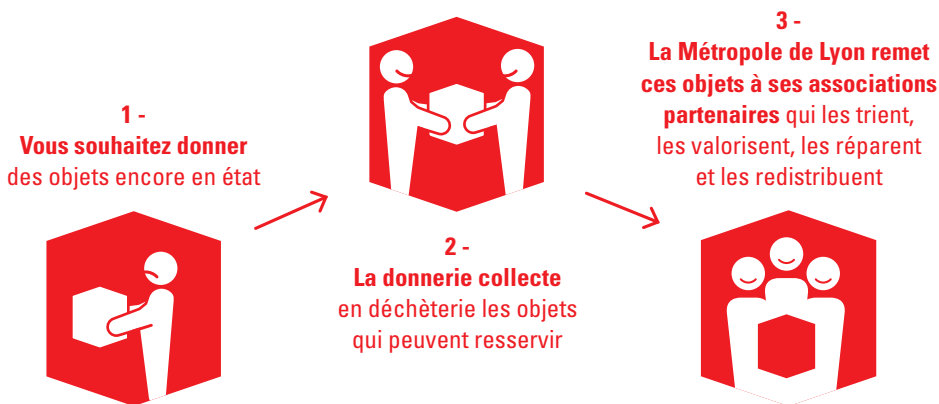 1 -
Vous souhaitez donner
des objets encore en état
2 -
La donnerie collecte
en déchèterie les objets
qui peuvent resservir
3 -
La Métropole de Lyon remet
ces objets à ses associations
partenaires qui les trient,
les valorisent, les réparent
et les redistribuent